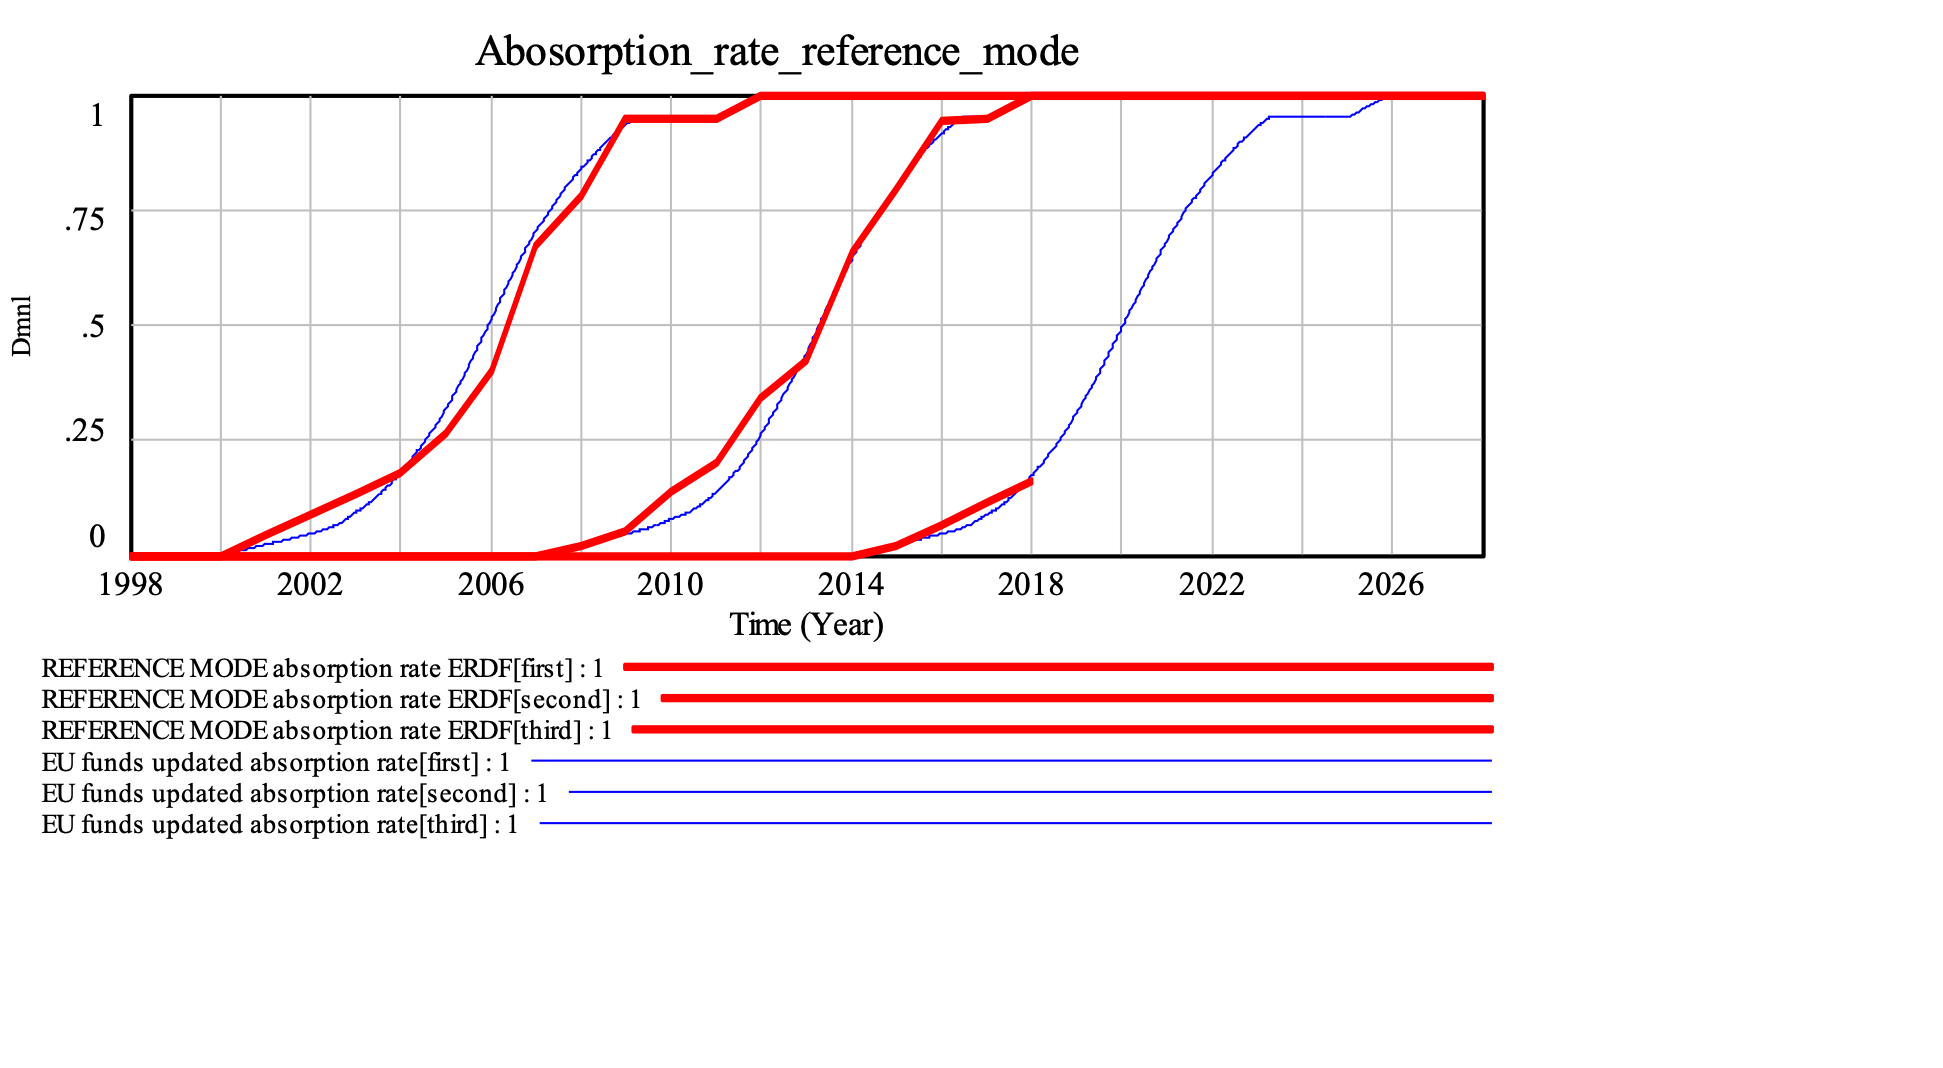 Abosorption_rate_reference_mode
1
.75
.5
.25
0
Dmnl
1998 2002 2006 2010 2014 2018 2022 2026
Time (Year)
REFERENCE MODE absorption rate ERDF[first] : 1
REFERENCE MODE absorption rate ERDF[second] : 1
REFERENCE MODE absorption rate ERDF[third] : 1
EU funds updated absorption rate[first] : 1
EU funds updated absorption rate[second] : 1
EU funds updated absorption rate[third] : 1